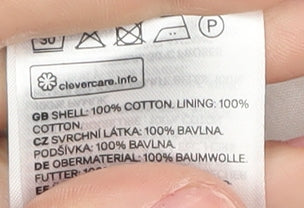 30 P
clevercare.info
GB SHELL: 100% COTTON. LINING: 100%
COTTON.
CZ SVRCHNÍ LÁTKA: 100% BAVLNA.
PODŠÍVKA: 100% BAVLNA.
DE OBERMATERIAL: 100% BAUMWOLLE.
FUTTER: 100%